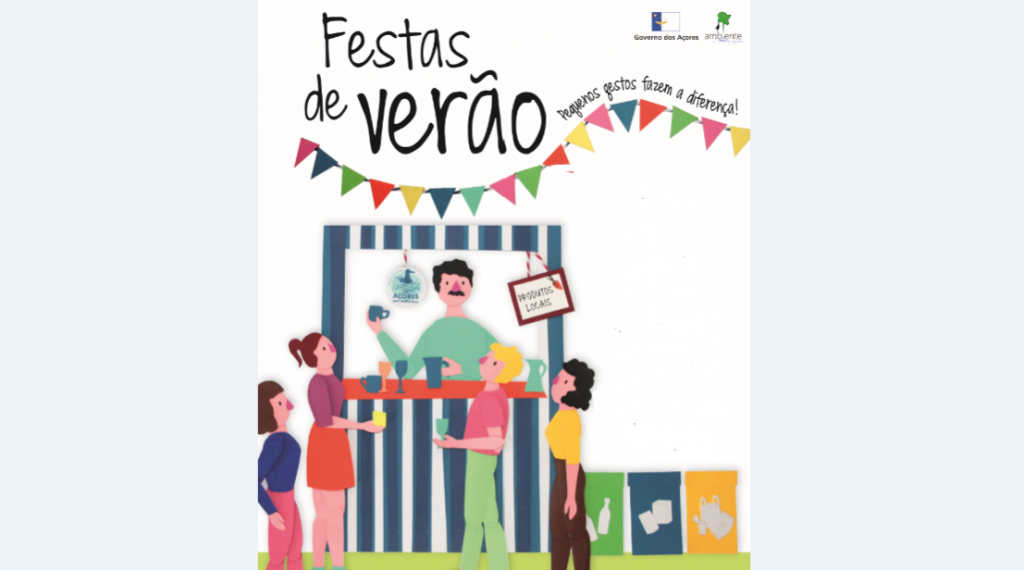 Festas
de verão
Pequenos gestos fazem a diferença!
Governo dos Açores
ambiente
AÇORES
PRODUTOS
LOCAIS